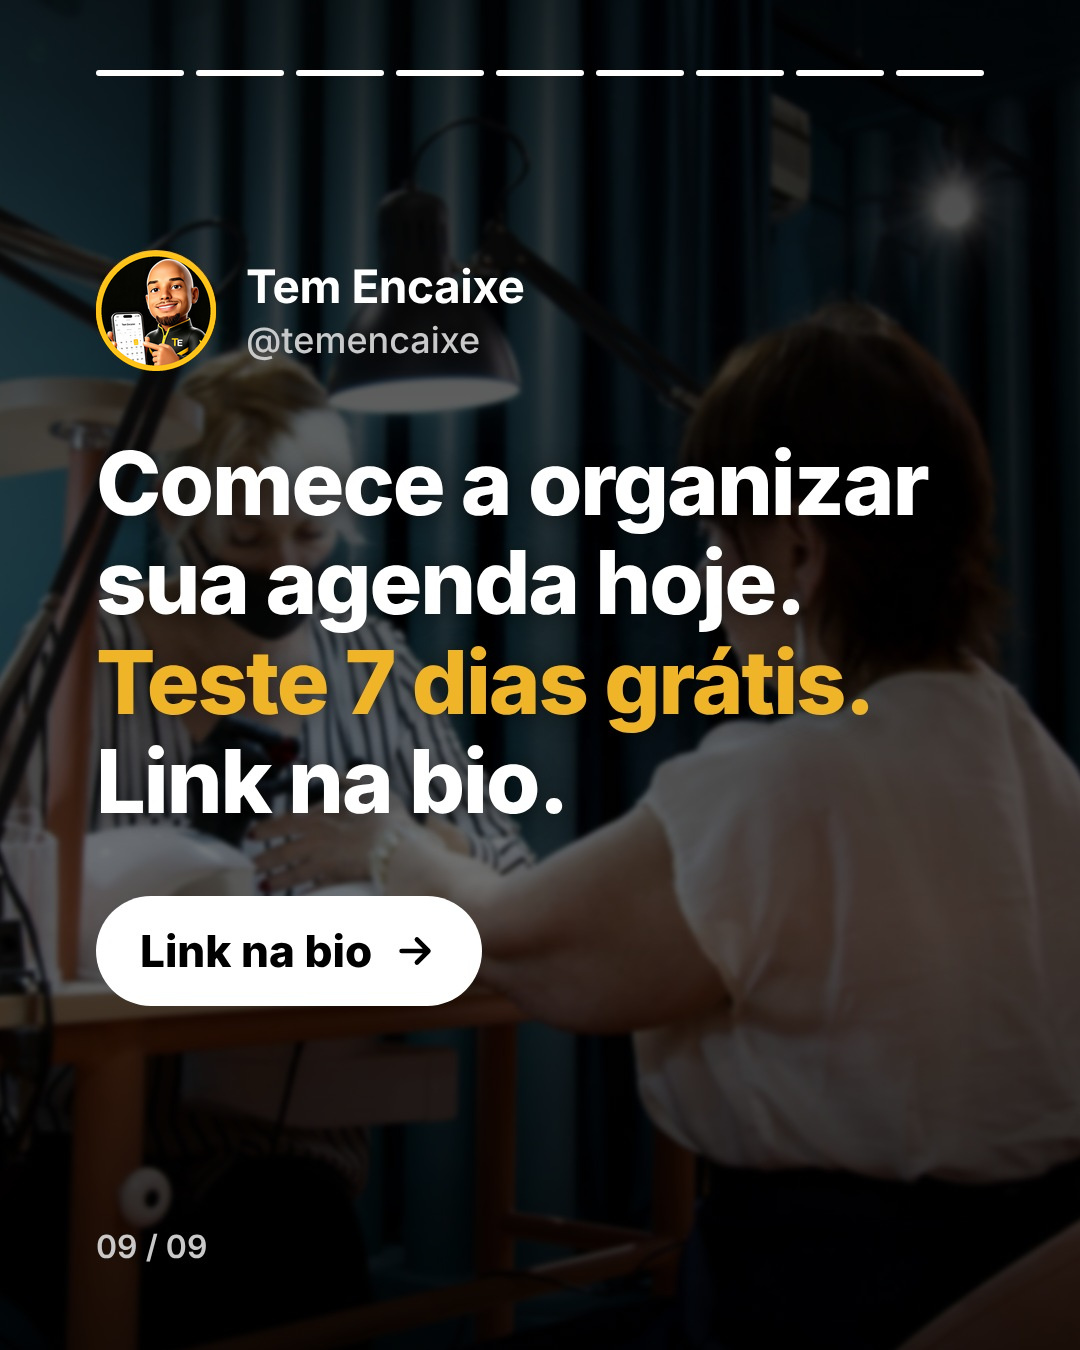 Tem Encaixe
@temencaixe
Comece a organizar
sua agenda hoje.
Teste 7 dias grátis.
Link na bio.
Link na bio →
09 / 09